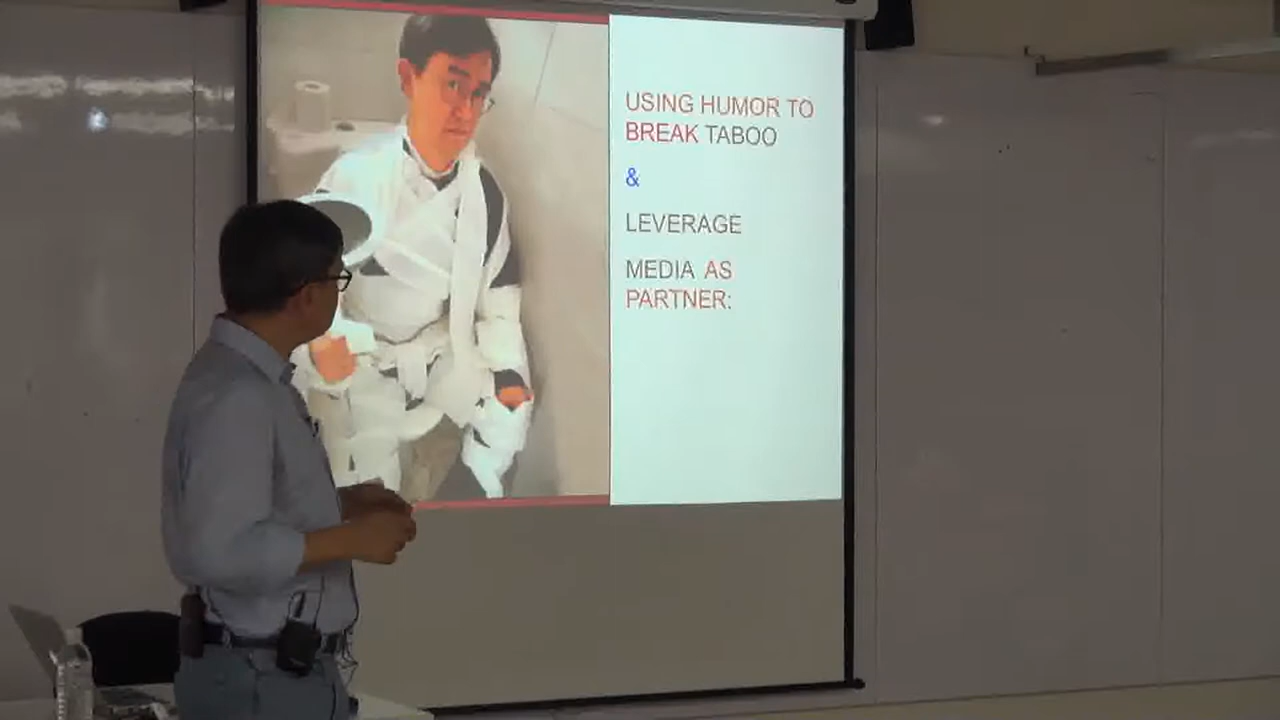 USING HUMOR TO
BREAK TABOO
&
LEVERAGE
MEDIA AS
PARTNER: